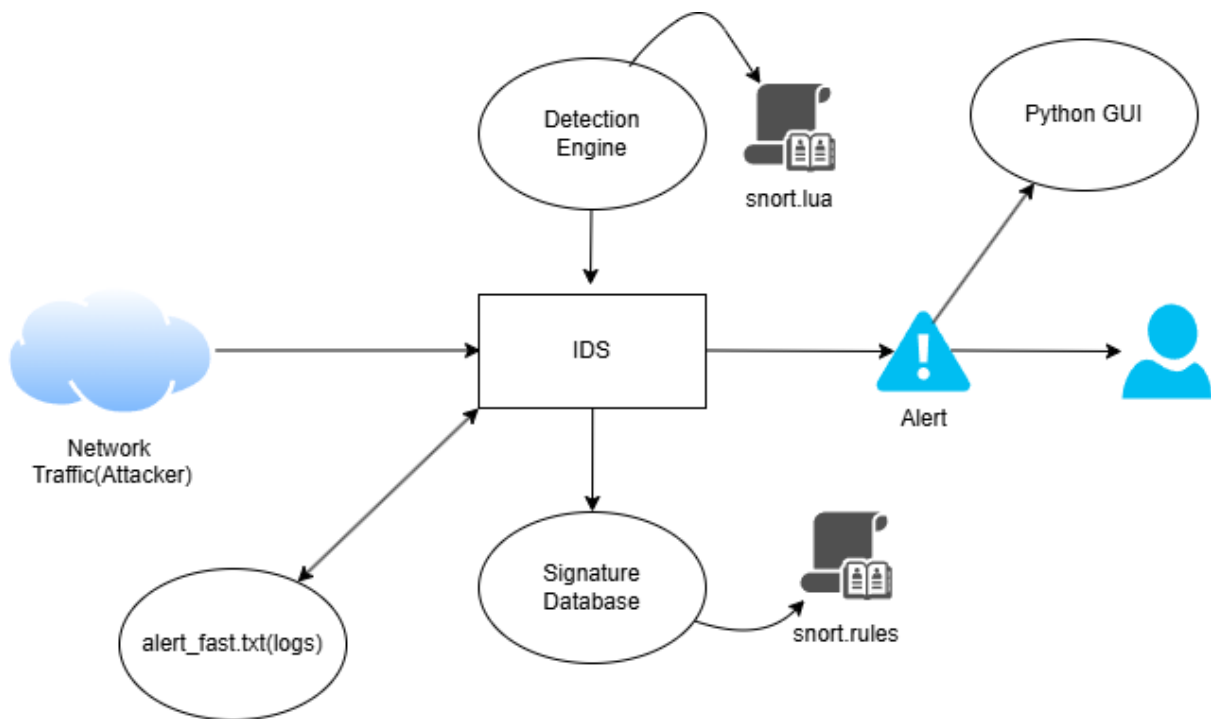 Detection
Engine
snort.lua
Python GUI
IDS
Alert
Network
Traffic(Attacker)
Signature
Database
snort.rules
alert_fast.txt(logs)